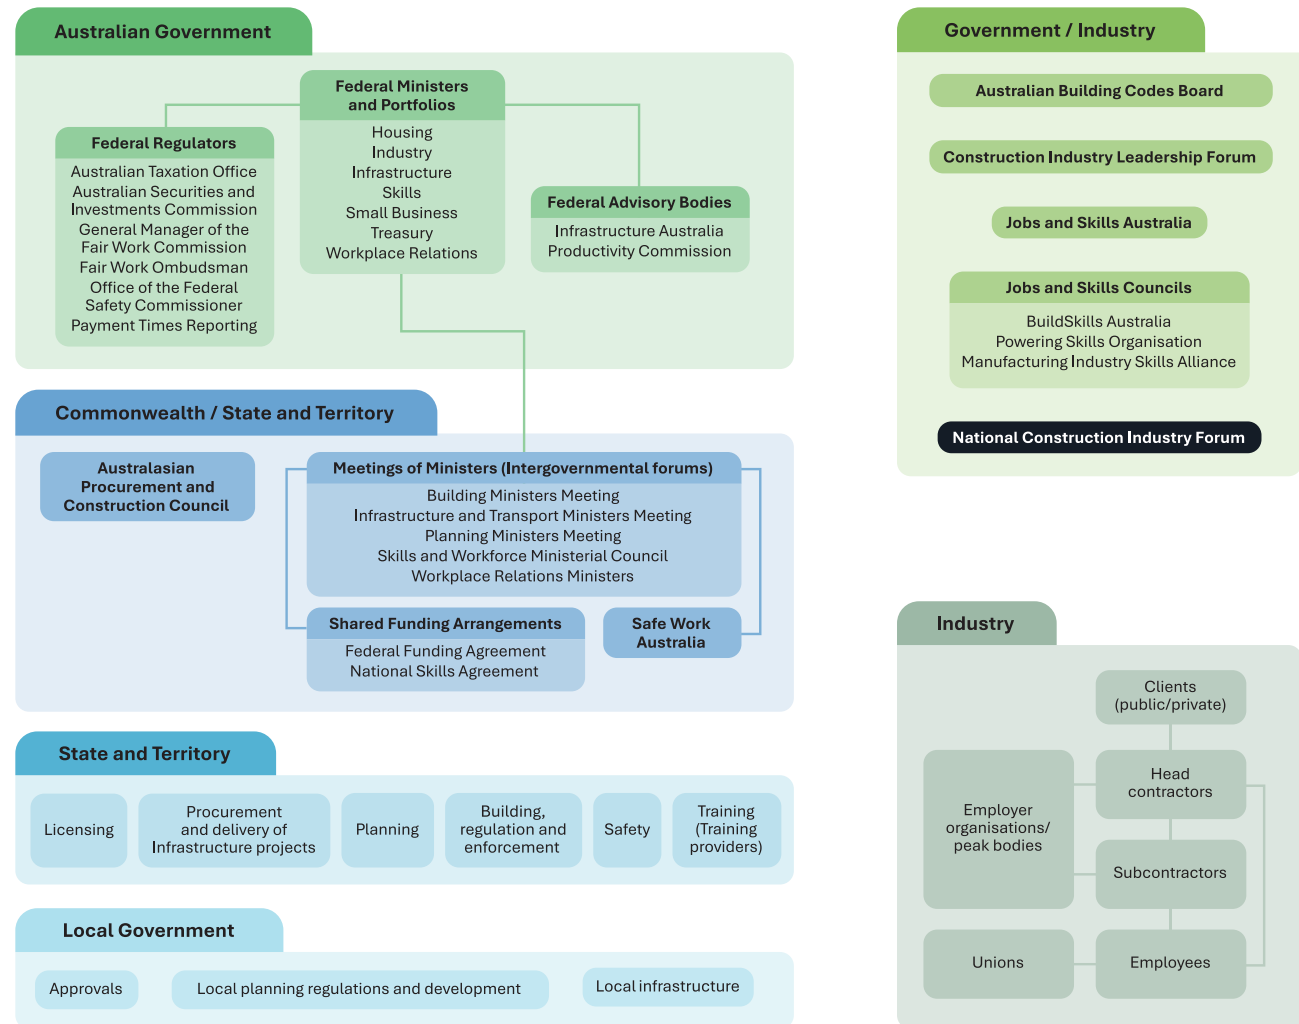 Australian Government
Federal Ministers
and Portfolios
Housing
Industry
Infrastructure
Skills
Small Business
Treasury
Workplace Relations
Federal Regulators
Australian Taxation Office
Australian Securities and
Investments Commission
General Manager of the
Fair Work Commission
Fair Work Ombudsman
Office of the Federal
Safety Commissioner
Payment Times Reporting
Federal Advisory Bodies
Infrastructure Australia
Productivity Commission
Commonwealth / State and Territory
Australasian
Procurement and
Construction Council
Meetings of Ministers (Intergovernmental forums)
Building Ministers Meeting
Infrastructure and Transport Ministers Meeting
Planning Ministers Meeting
Skills and Workforce Ministerial Council
Workplace Relations Ministers
Shared Funding Arrangements
Federal Funding Agreement
National Skills Agreement
Safe Work
Australia
State and Territory
Licensing
Procurement
and delivery of
Infrastructure projects
Planning
Building,
regulation and
enforcement
Safety
Training
(Training
providers)
Local Government
Approvals
Local planning regulations and development
Local infrastructure
Government / Industry
Australian Building Codes Board
Construction Industry Leadership Forum
Jobs and Skills Australia
Jobs and Skills Councils
BuildSkills Australia
Powering Skills Organisation
Manufacturing Industry Skills Alliance
National Construction Industry Forum
Industry
Clients
(public/private)
Head
contractors
Employer
organisations/
peak bodies
Subcontractors
Unions
Employees